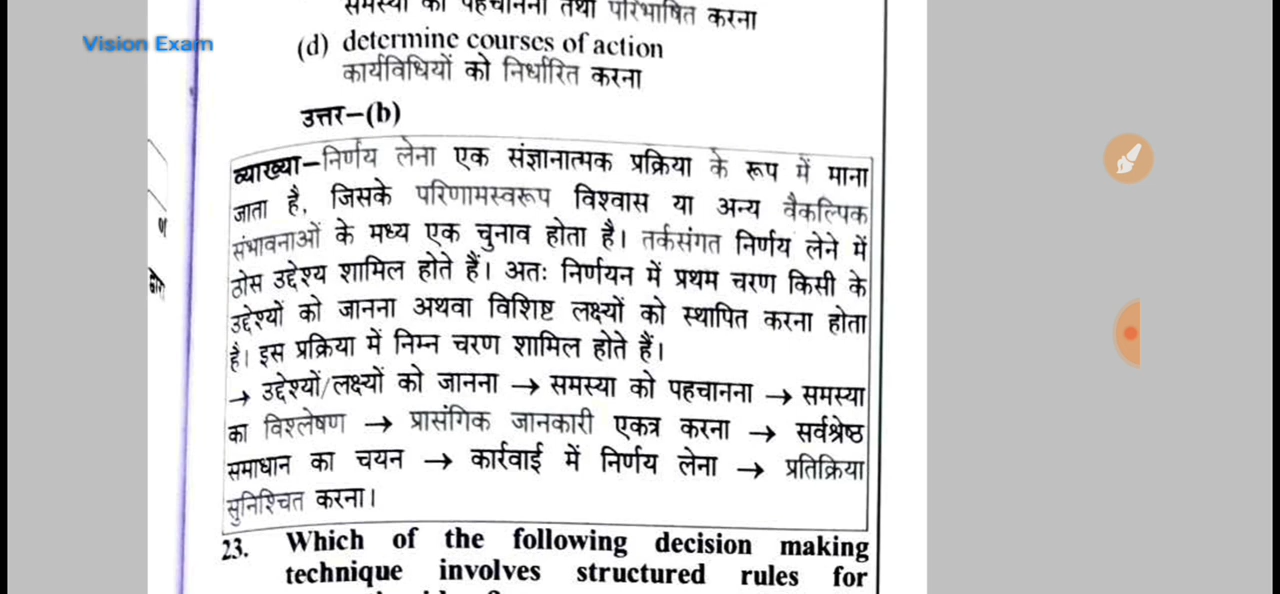 समस्या को पहचानना तथा परिभाषित करना
Vision Exam
(d) determine courses of action
कार्यविधियों को निर्धारित करना
उत्तर–(b)
व्याख्या–निर्णय लेना एक संज्ञानात्मक प्रक्रिया के रूप में माना
जाता है, जिसके परिणामस्वरूप विश्वास या अन्य वैकल्पिक
संभावनाओं के मध्य एक चुनाव होता है। तर्कसंगत निर्णय लेने में
ठोस उद्देश्य शामिल होते हैं। अतः निर्णयन में प्रथम चरण किसी के
उद्देश्यों को जानना अथवा विशिष्ट लक्ष्यों को स्थापित करना होता
है। इस प्रक्रिया में निम्न चरण शामिल होते हैं।
→ उद्देश्यों/लक्ष्यों को जानना → समस्या को पहचानना → समस्या
का विश्लेषण → प्रासंगिक जानकारी एकत्र करना → सर्वश्रेष्ठ
समाधान का चयन → कार्रवाई में निर्णय लेना → प्रतिक्रिया
सुनिश्चित करना।
23. Which of the following decision making
technique involves structured rules for